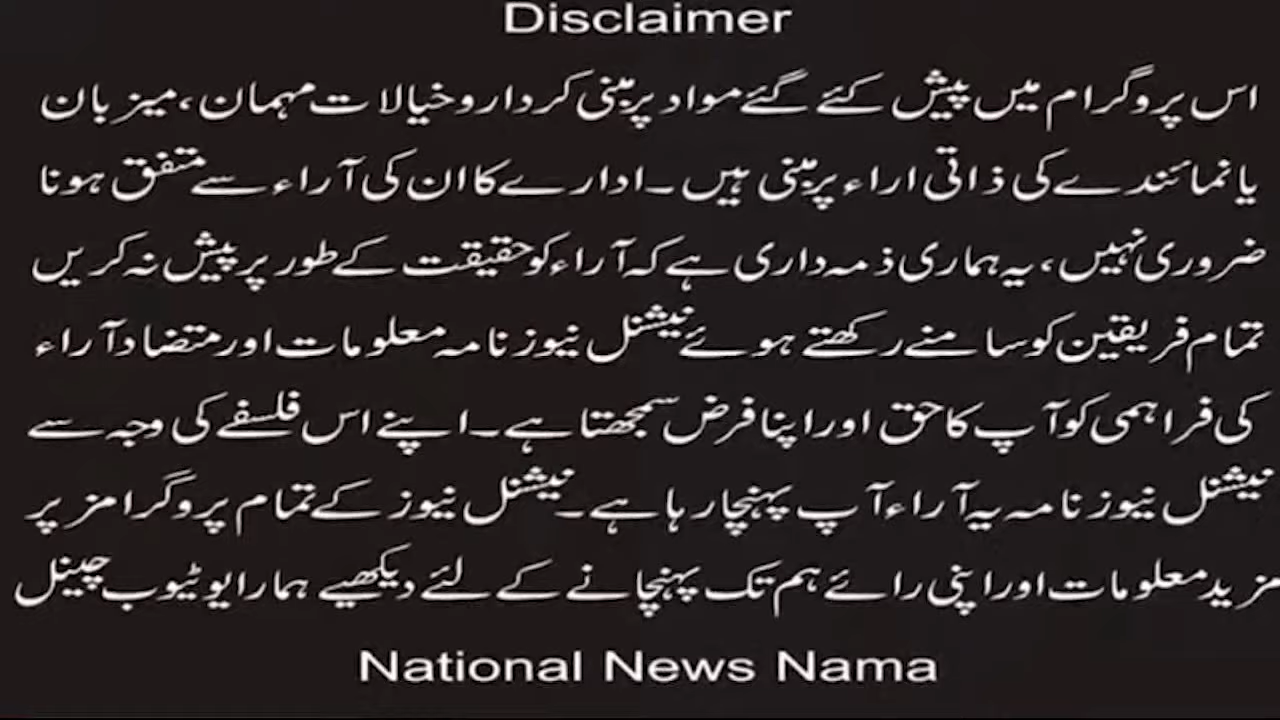 Disclaimer
اس پروگرام میں پیش کئے گئے مواد پر مبنی کردار و خیالات مہمان، میزبان
یا نمائندے کی ذاتی اراء پر مبنی ہیں۔ ادارے کا ان کی آراء سے متفق ہونا
ضروری نہیں، یہ ہماری ذمہ داری ہے کہ آراء کو حقیقت کے طور پر پیش نہ کریں
تمام فریقین کو سامنے رکھتے ہوئے نیشنل نیوز نامہ معلومات اور متضاد آراء
کی فراہمی کو آپ کا حق اور اپنا فرض سمجھتا ہے۔ اپنے اس فلسفے کی وجہ سے
نیشنل نیوز نامہ یہ آراء آپ پہنچا رہا ہے۔ نیشنل نیوز کے تمام پروگرامز پر
مزید معلومات اور اپنی رائے ہم تک پہنچانے کے لئے دیکھیے ہمارا یوٹیوب چینل
National News Nama